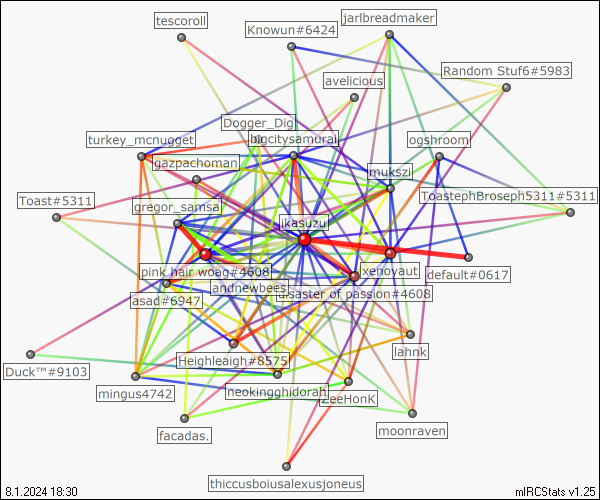 tescoroll
jarlbreadmaker
Knowun#6424
Random Stuf6#5983
avelicious
Dogger_Dig
bigcitysamurai
turkey_mcnugget
ogshroom
gazpachoman
mukszi
Toast#5311
ToastephBroseph5311#5311
gregor_samsa
jkasuzu
pink hair woag#4608
xenoyaut
default#0617
andnewbees
disaster of passion#4608
asad#6947
lahnk
Heighleaigh#8575
Duck™#9103
mingus4742
neokingghidorah
ZeeHonK
moonraven
facadas.
thiccusboiusalexusjoneus
8.1.2024 18:30
mIRCStats v1.25